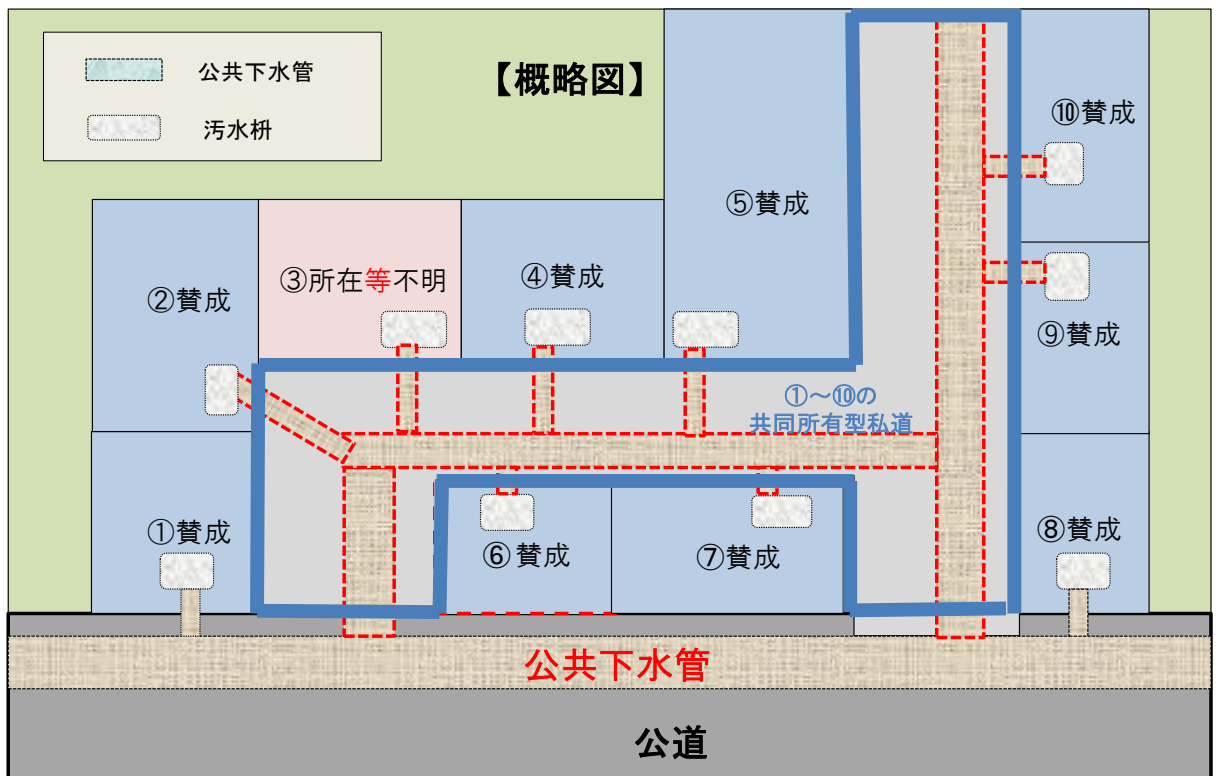 公共下水管
汚水枡
【概略図】
⑩賛成
⑤賛成
③所在等不明
④賛成
②賛成
⑨賛成
①~⑩の
共同所有型私道
①賛成
⑥賛成
⑦賛成
⑧賛成
公共下水管
公道